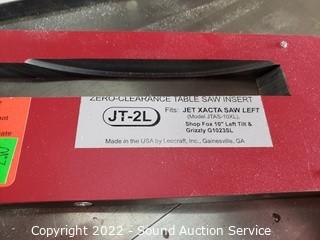 ZERO-CLEARANCE TABLE SAW INSERT
JT-2L
Fits: JET XACTA SAW LEFT
(Model JTAS-10XL),
Shop Fox 10" Left Tilt &
Grizzly G1023SL
Made in the USA by Leecraft, Inc., Gainesville, GA
Copyright 2022 - Sound Auction Service